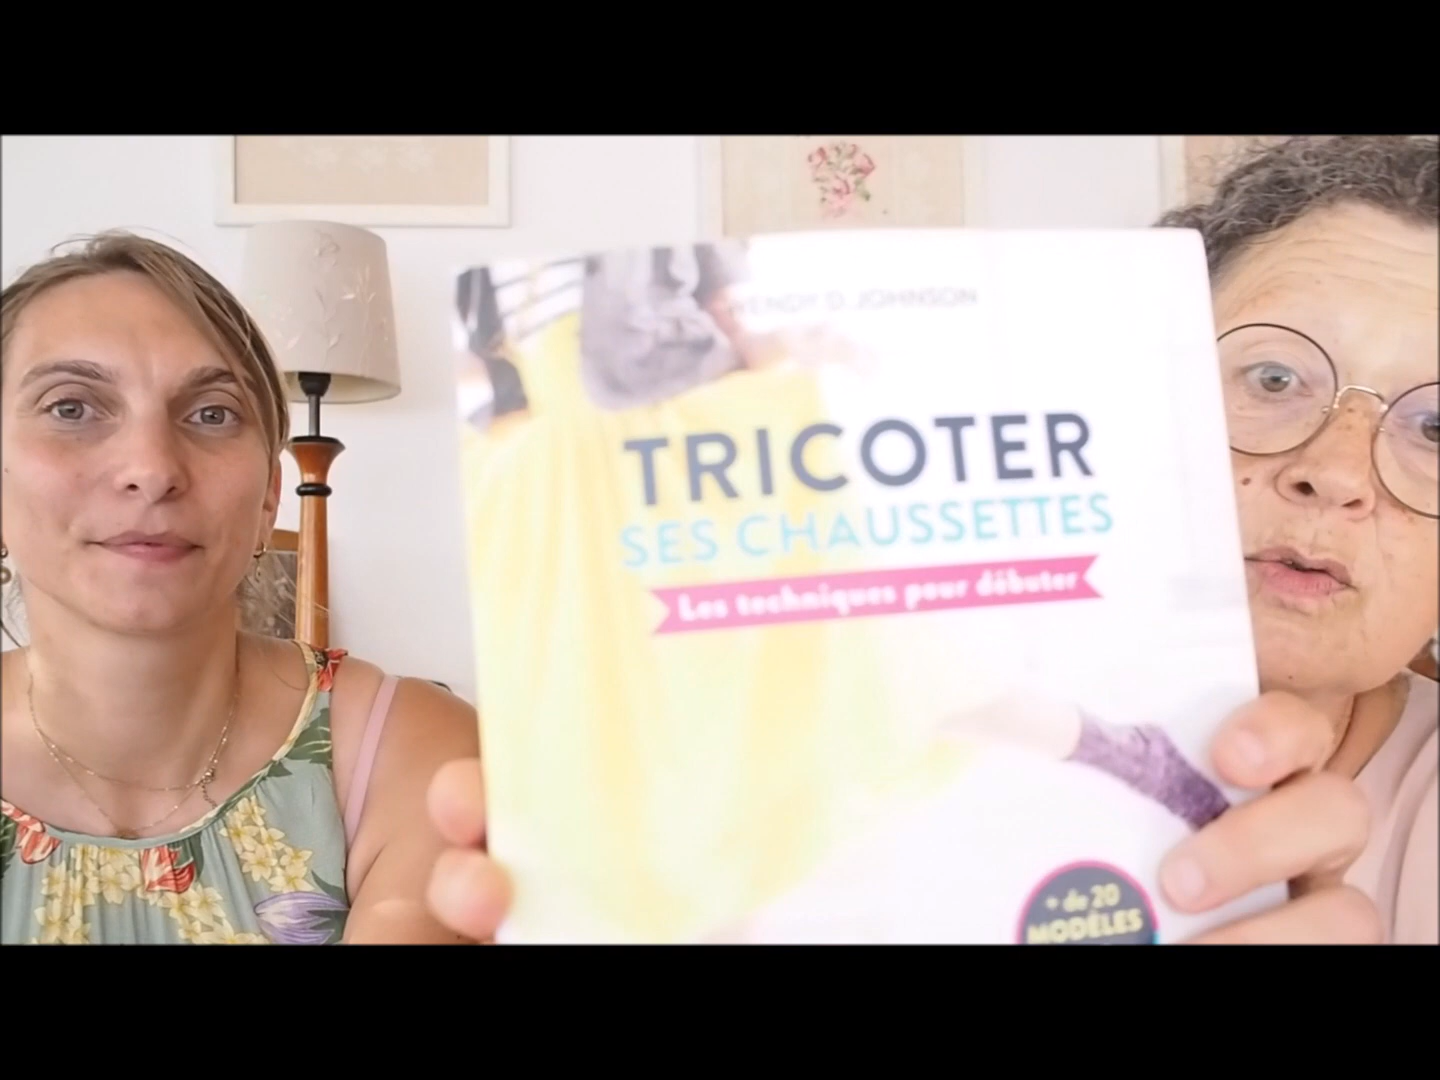 WENDY D. JOHNSON
TRICOTER
SES CHAUSSETTES
Les techniques pour débuter
+ de 20
MODÈLES